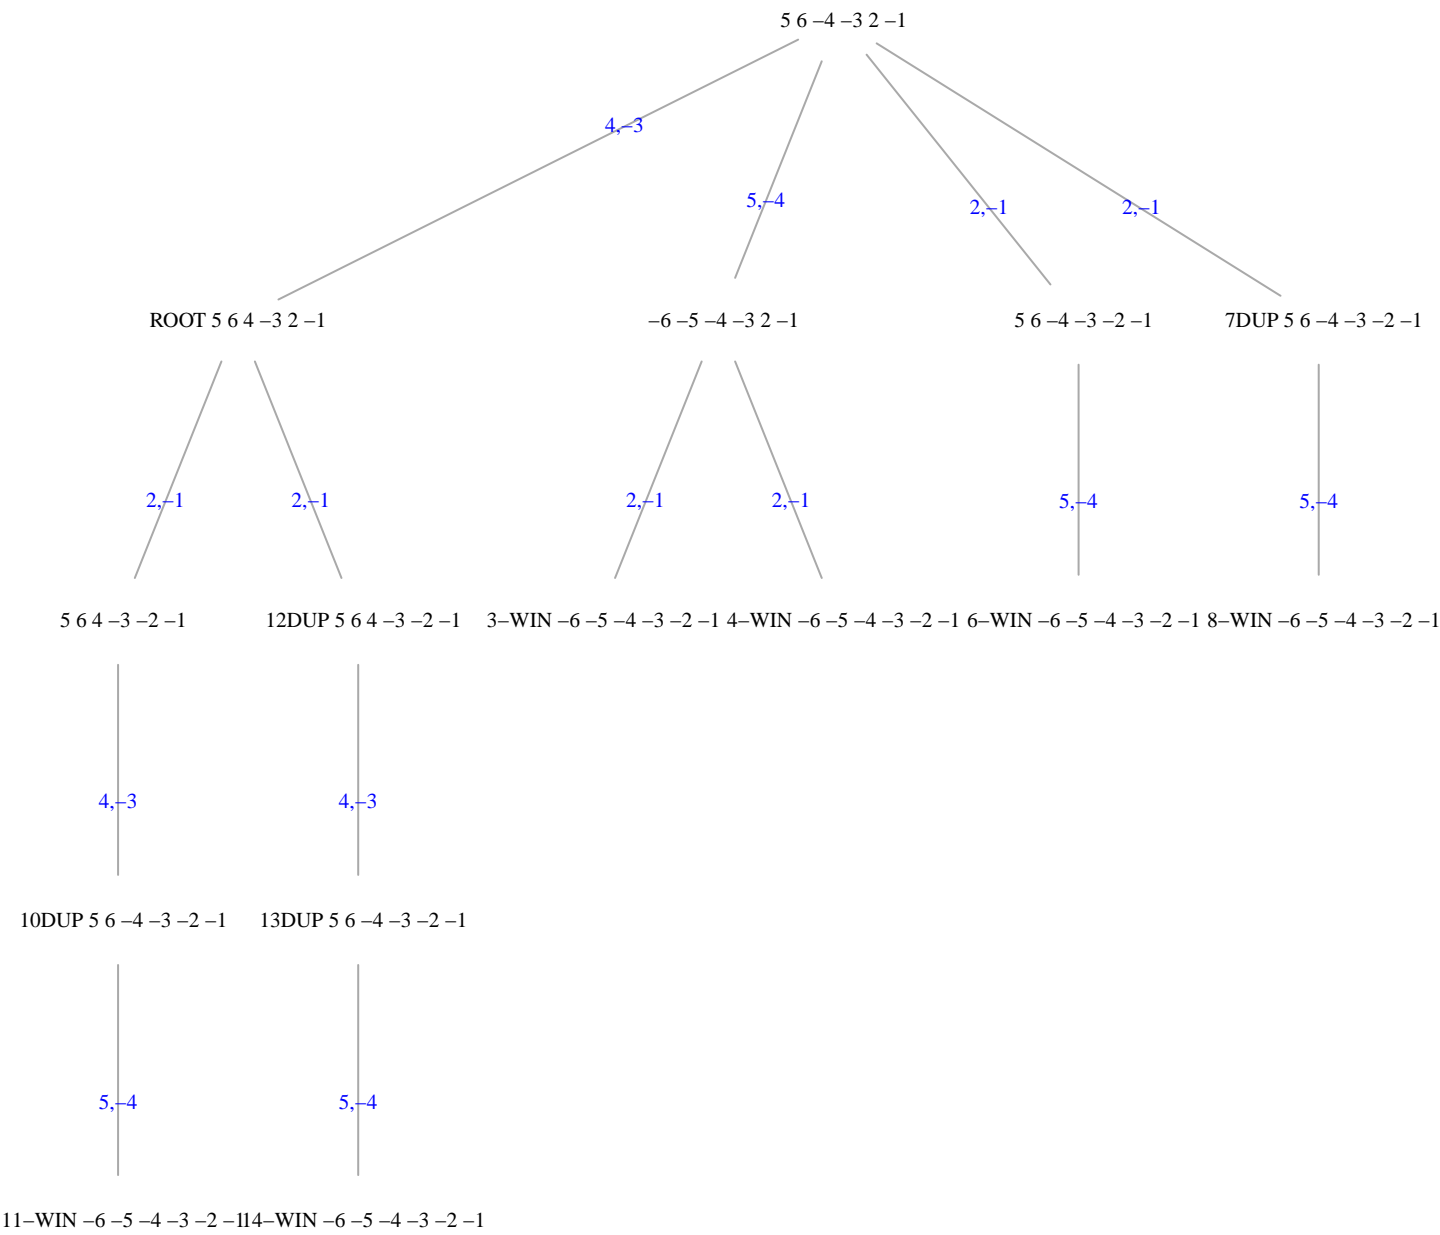 5 6 –4 –3 2 –1
4,–3
5,–4
2,–1
2,–1
ROOT 5 6 4 –3 2 –1
–6 –5 –4 –3 2 –1
5 6 –4 –3 –2 –1
7DUP 5 6 –4 –3 –2 –1
2,–1
2,–1
2,–1
2,–1
5,–4
5,–4
5 6 4 –3 –2 –1
12DUP 5 6 4 –3 –2 –1
3–WIN –6 –5 –4 –3 –2 –1
4–WIN –6 –5 –4 –3 –2 –1
6–WIN –6 –5 –4 –3 –2 –1
8–WIN –6 –5 –4 –3 –2 –1
4,–3
4,–3
10DUP 5 6 –4 –3 –2 –1
13DUP 5 6 –4 –3 –2 –1
5,–4
5,–4
11–WIN –6 –5 –4 –3 –2 –1
14–WIN –6 –5 –4 –3 –2 –1